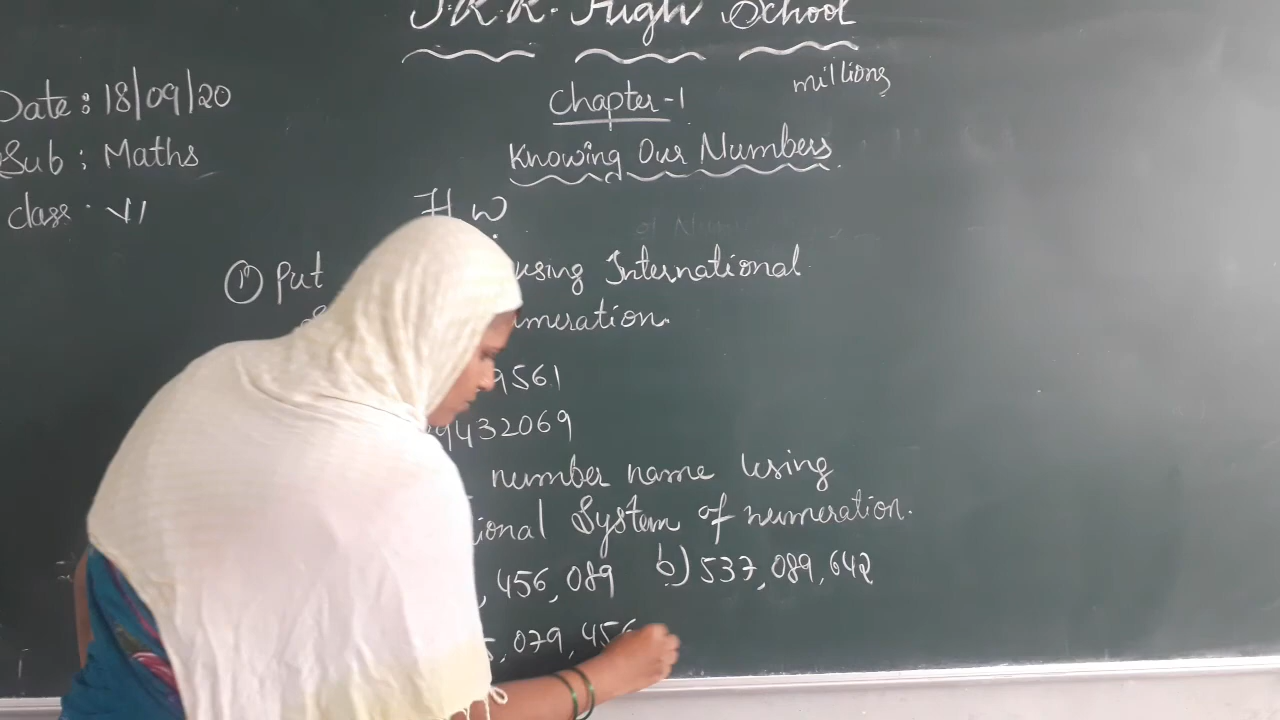 J.K.K. High School
millions
Date : 18/09/20
Chapter-1
Sub : Maths
Knowing Our Numbers
class . VI
H w
① Put using International
meration.
9561
9432069
number name Using
ional System of numeration.
, 456,089 b) 537,089,642
, 079,456